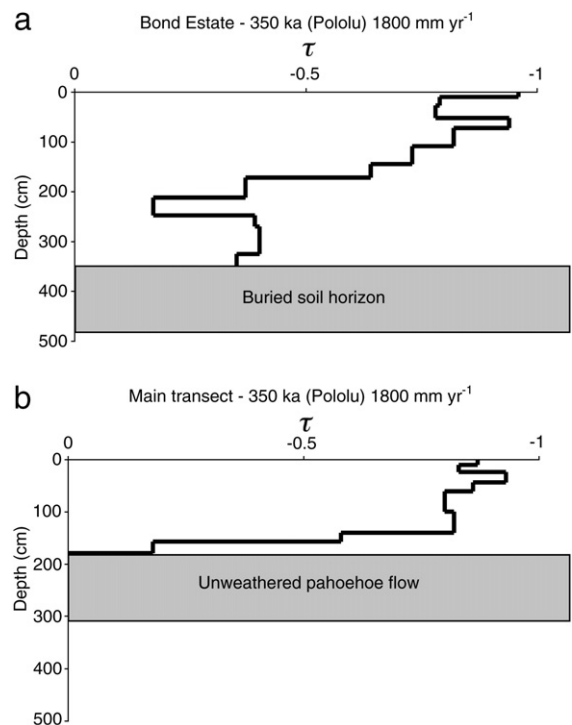 a
Bond Estate - 350 ka (Pololu) 1800 mm yr-1
τ
0 -0.5 -1
0
100
200
300
400
500
Depth (cm)
Buried soil horizon
b
Main transect - 350 ka (Pololu) 1800 mm yr-1
τ
0 -0.5 -1
0
100
200
300
400
500
Depth (cm)
Unweathered pahoehoe flow